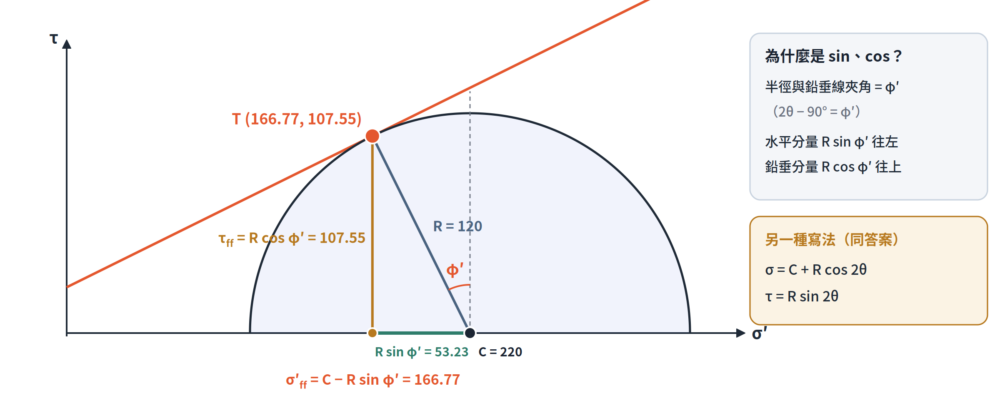 τ
T (166.77, 107.55)
τff = R cos φ′ = 107.55
R = 120
φ′
σ′
R sin φ′ = 53.23
C = 220
σ′ff = C − R sin φ′ = 166.77
為什麼是 sin、cos？
半徑與鉛垂線夾角 = φ′
（2θ − 90° = φ′）
水平分量 R sin φ′ 往左
鉛垂分量 R cos φ′ 往上
另一種寫法（同答案）
σ = C + R cos 2θ
τ = R sin 2θ